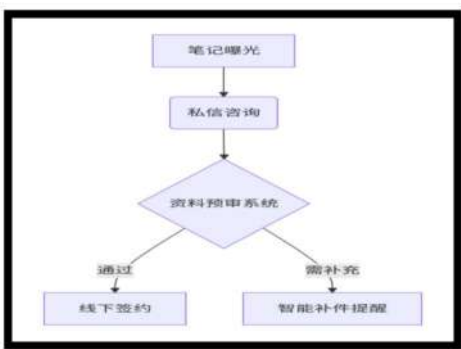 笔记曝光
私信咨询
资料预审系统
通过
需补充
线下签约
智能补件提醒